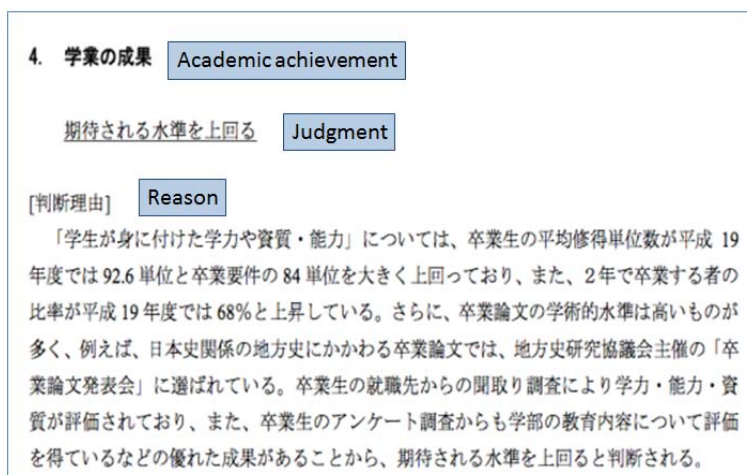 4. 学業の成果 Academic achievement
期待される水準を上回る Judgment
[判断理由] Reason
「学生が身に付けた学力や資質・能力」については、卒業生の平均修得単位数が平成 19
年度では 92.6 単位と卒業要件の 84 単位を大きく上回っており、また、2年で卒業する者の
比率が平成 19 年度では 68%と上昇している。さらに、卒業論文の学術的水準は高いものが
多く、例えば、日本史関係の地方史にかかわる卒業論文では、地方史研究協議会主催の「卒
業論文発表会」に選ばれている。卒業生の就職先からの聞取り調査により学力・能力・資
質が評価されており、また、卒業生のアンケート調査からも学部の教育内容について評価
を得ているなどの優れた成果があることから、期待される水準を上回ると判断される。